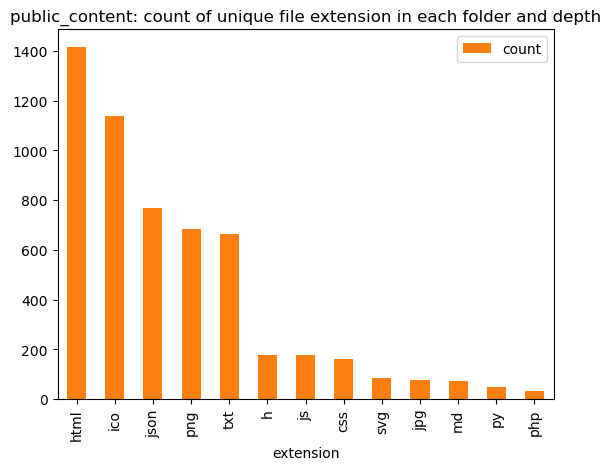 public_content: count of unique file extension in each folder and depth
count
1400
1200
1000
800
600
400
200
0
html
ico
json
png
txt
h
js
css
svg
jpg
md
py
php
extension